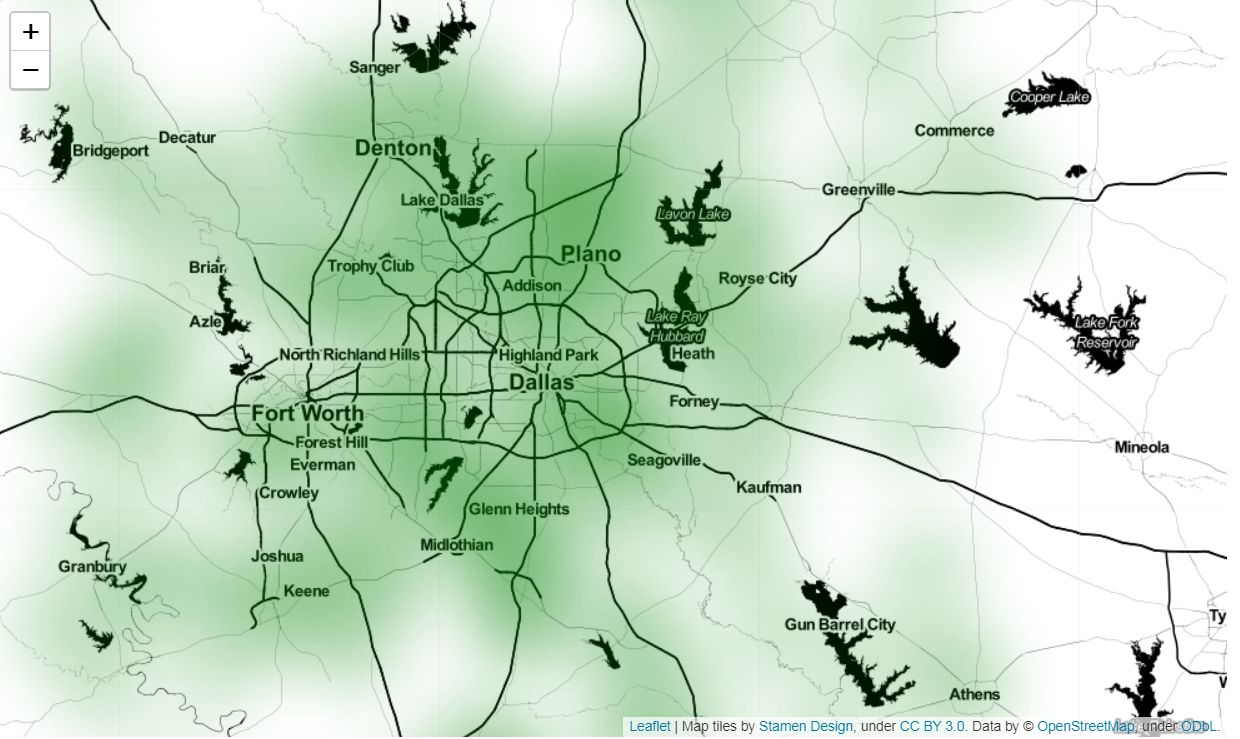 +
−
Sanger
Cooper Lake
Commerce
Decatur
Bridgeport
Denton
Greenville
Lake Dallas
Lavon Lake
Plano
Briar
Trophy Club
Royse City
Addison
Azle
Lake Ray
Hubbard
Lake Fork
Reservoir
North Richland Hills
Highland Park
Heath
Dallas
Forney
Fort Worth
Forest Hill
Mineola
Everman
Seagoville
Kaufman
Crowley
Glenn Heights
Midlothian
Joshua
Granbury
Keene
Ty
Gun Barrel City
Athens
Leaflet | Map tiles by Stamen Design, under CC BY 3.0. Data by © OpenStreetMap, under ODbL.